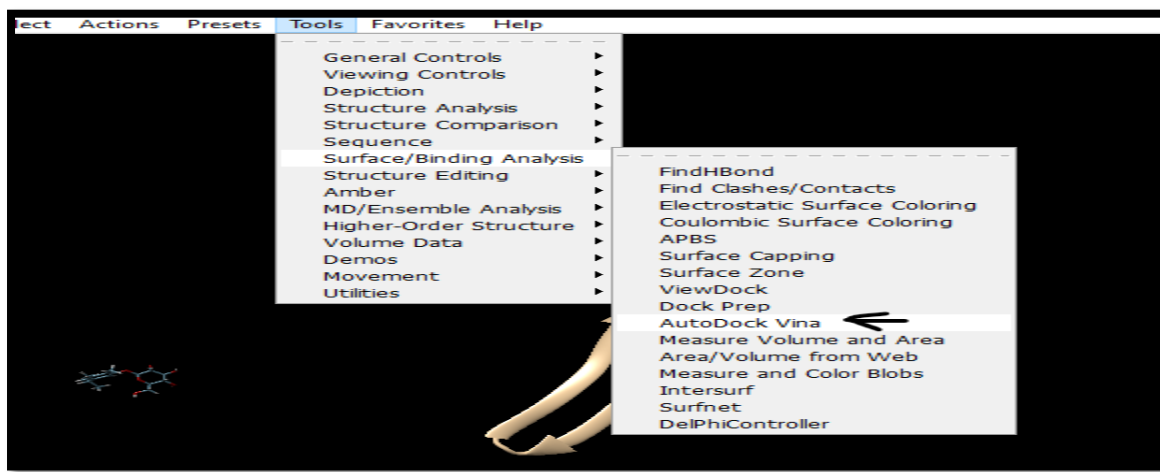 lect Actions Presets Tools Favorites Help
General Controls
Viewing Controls
Depiction
Structure Analysis
Structure Comparison
Sequence
Surface/Binding Analysis
Structure Editing
Amber
MD/Ensemble Analysis
Higher-Order Structure
Volume Data
Demos
Movement
Utilities
FindHBond
Find Clashes/Contacts
Electrostatic Surface Coloring
Coulombic Surface Coloring
APBS
Surface Capping
Surface Zone
ViewDock
Dock Prep
AutoDock Vina
Measure Volume and Area
Area/Volume from Web
Measure and Color Blobs
Intersurf
Surfnet
DelPhiController